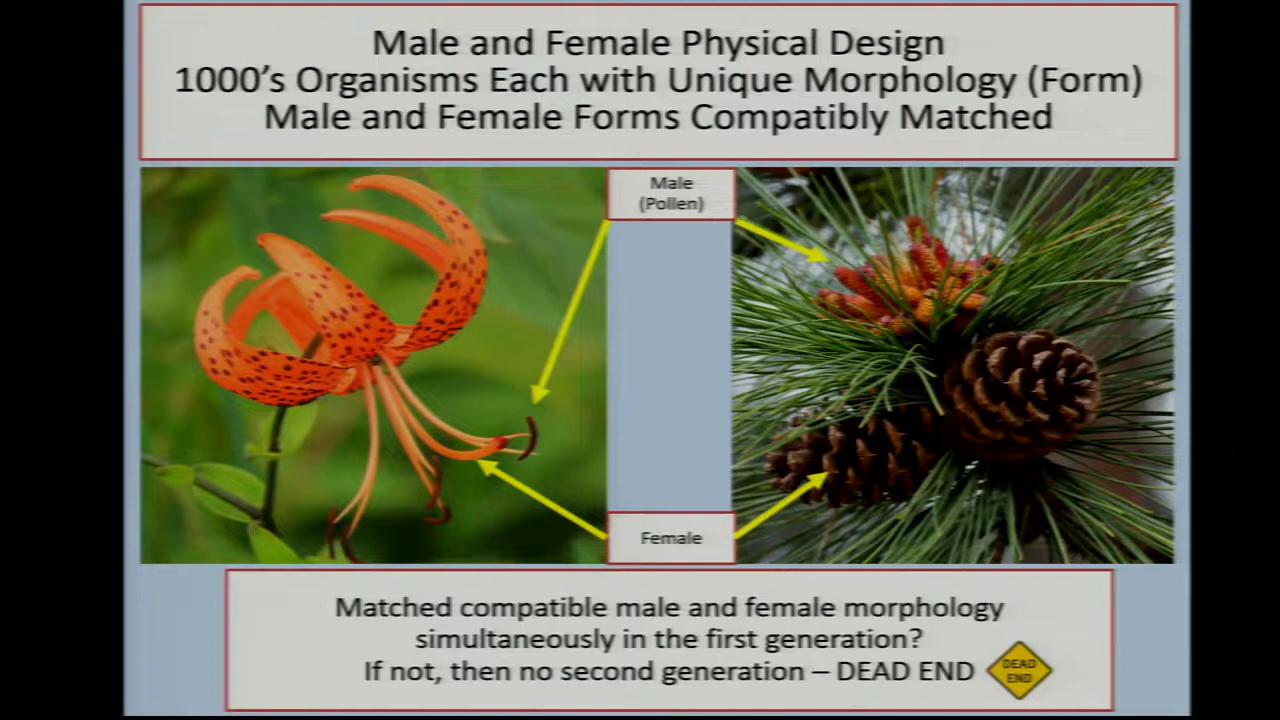 Male and Female Physical Design
1000's Organisms Each with Unique Morphology (Form)
Male and Female Forms Compatibly Matched
Male
(Pollen)
Female
Matched compatible male and female morphology
simultaneously in the first generation?
If not, then no second generation – DEAD END
DEAD
END